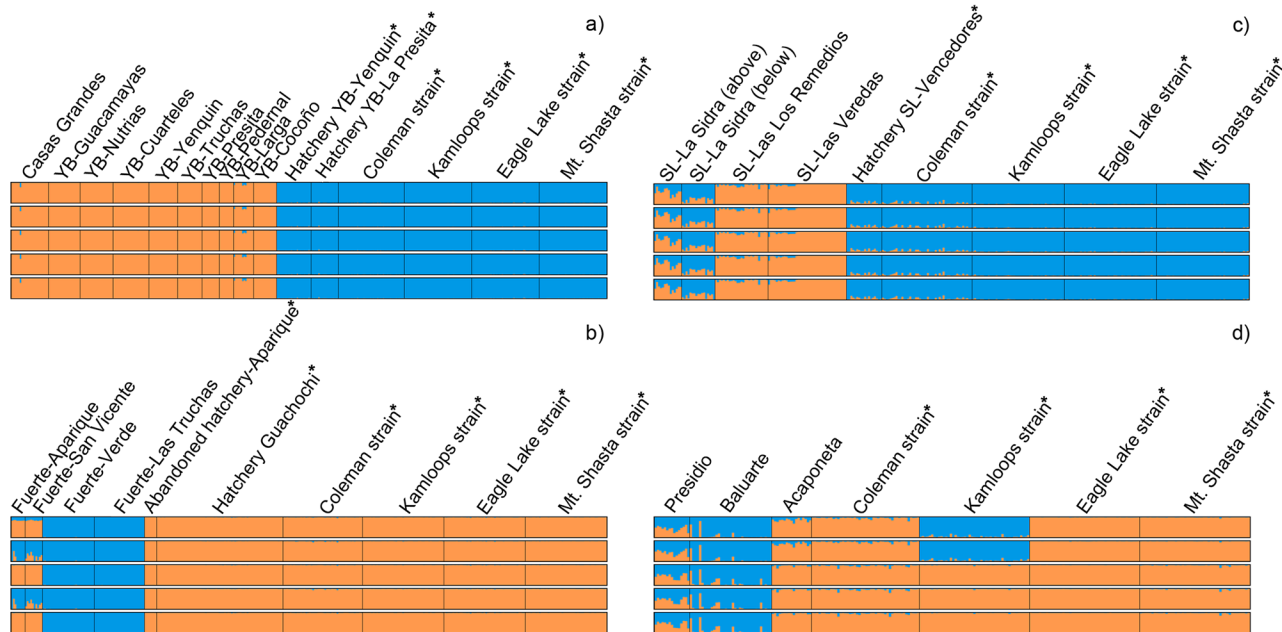 a)
Casas Grandes
YB-Guacamayas
YB-Nutrias
YB-Cuarteles
YB-Yenquin
YB-Truchas
YB-Presita
YB-Pedernal
YB-Larga
YB-Cocoño
Hatchery YB-Yenquin*
Hatchery YB-La Presita*
Coleman strain*
Kamloops strain*
Eagle Lake strain*
Mt. Shasta strain*
c)
SL-La Sidra (above)
SL-La Sidra (below)
SL-Las Los Remedios
SL-Las Veredas
Hatchery SL-Vencedores*
Coleman strain*
Kamloops strain*
Eagle Lake strain*
Mt. Shasta strain*
b)
Fuerte-Aparique
Fuerte-San Vicente
Fuerte-Verde
Fuerte-Las Truchas
Abandoned hatchery-Aparique*
Hatchery Guachochi*
Coleman strain*
Kamloops strain*
Eagle Lake strain*
Mt. Shasta strain*
d)
Presidio
Baluarte
Acaponeta
Coleman strain*
Kamloops strain*
Eagle Lake strain*
Mt. Shasta strain*